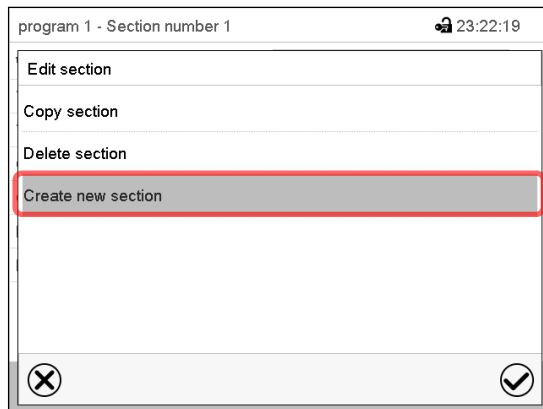 program 1 - Section number 1 23:22:19
Edit section
Copy section
Delete section
Create new section